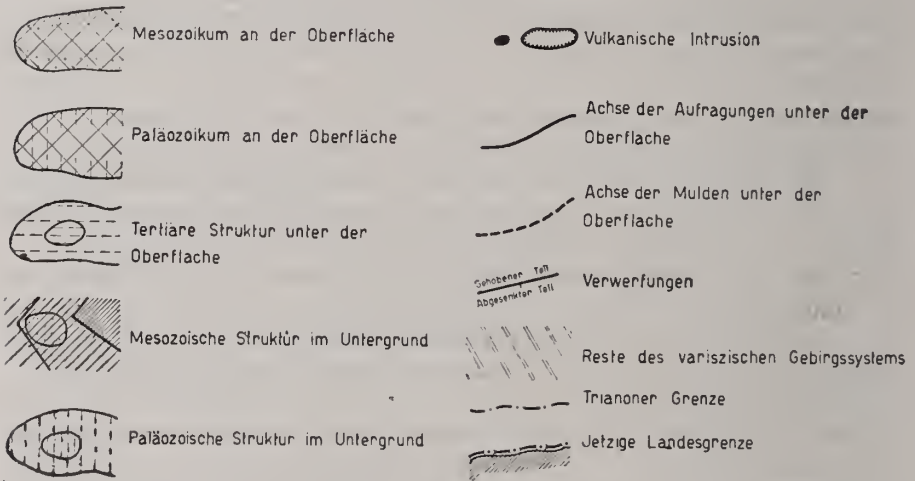 Mesozoikum an der Oberfläche
Paläozoikum an der Oberfläche
Tertiäre Struktur unter der
Oberflache
Mesozoische Struktur im Untergrund
Paläozoische Struktur im Untergrund
Vulkanische Intrusion
Achse der Aufragungen unter der
Oberflache
Achse der Mulden unter der
Oberflache
Gehobener Teil
Abgesenkter Teil
Verwerfungen
Reste des variszischen Gebirgssystems
Trianoner Grenze
Jetzige Landesgrenze